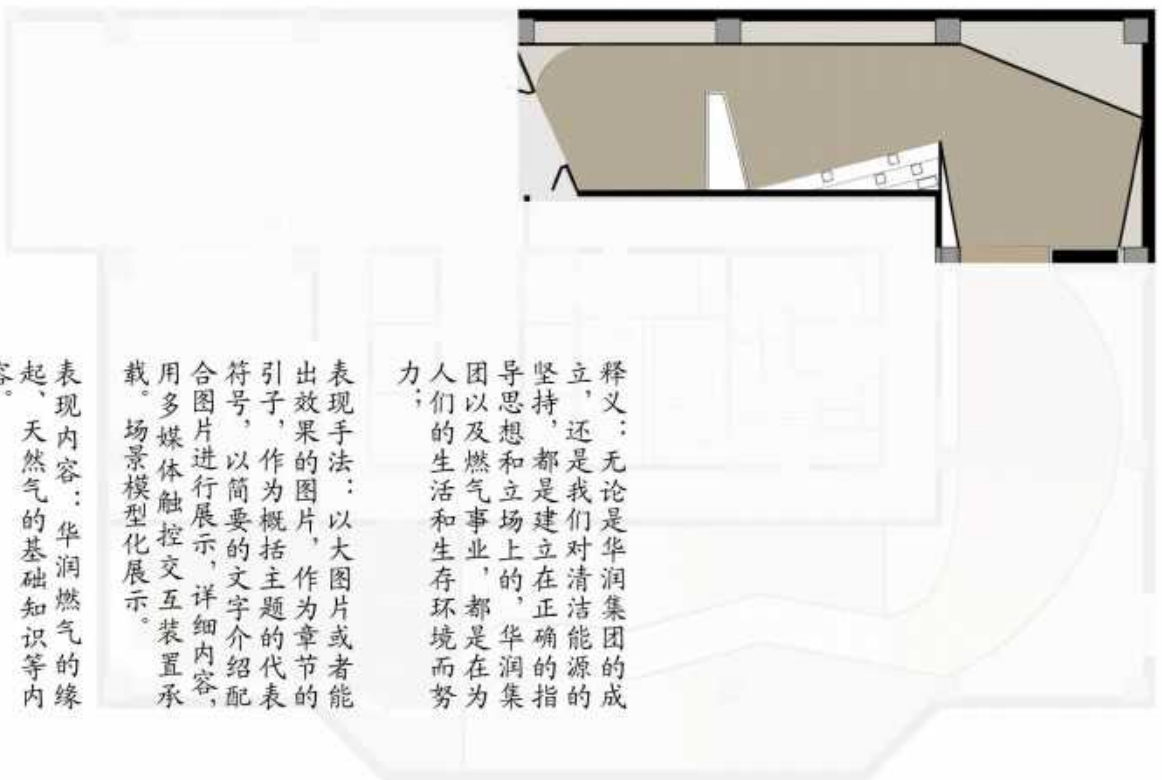 释义：无论是华润集团的成
立，还是我们对清洁能源的
坚持，都是建立在正确的指
导思想和立场上的，华润集
团以及燃气事业，都是在为
人们的生活和生存环境而努
力；
表现手法：以大图片或者能
出效果的图片，作为章节的
引子，作为概括主题的代表
符号，以简要的文字介绍配
合图片进行展示，详细内容，
用多媒体触控交互装置承
载。场景模型化展示。
表现内容：华润燃气的缘
起、天然气的基础知识等内
容。